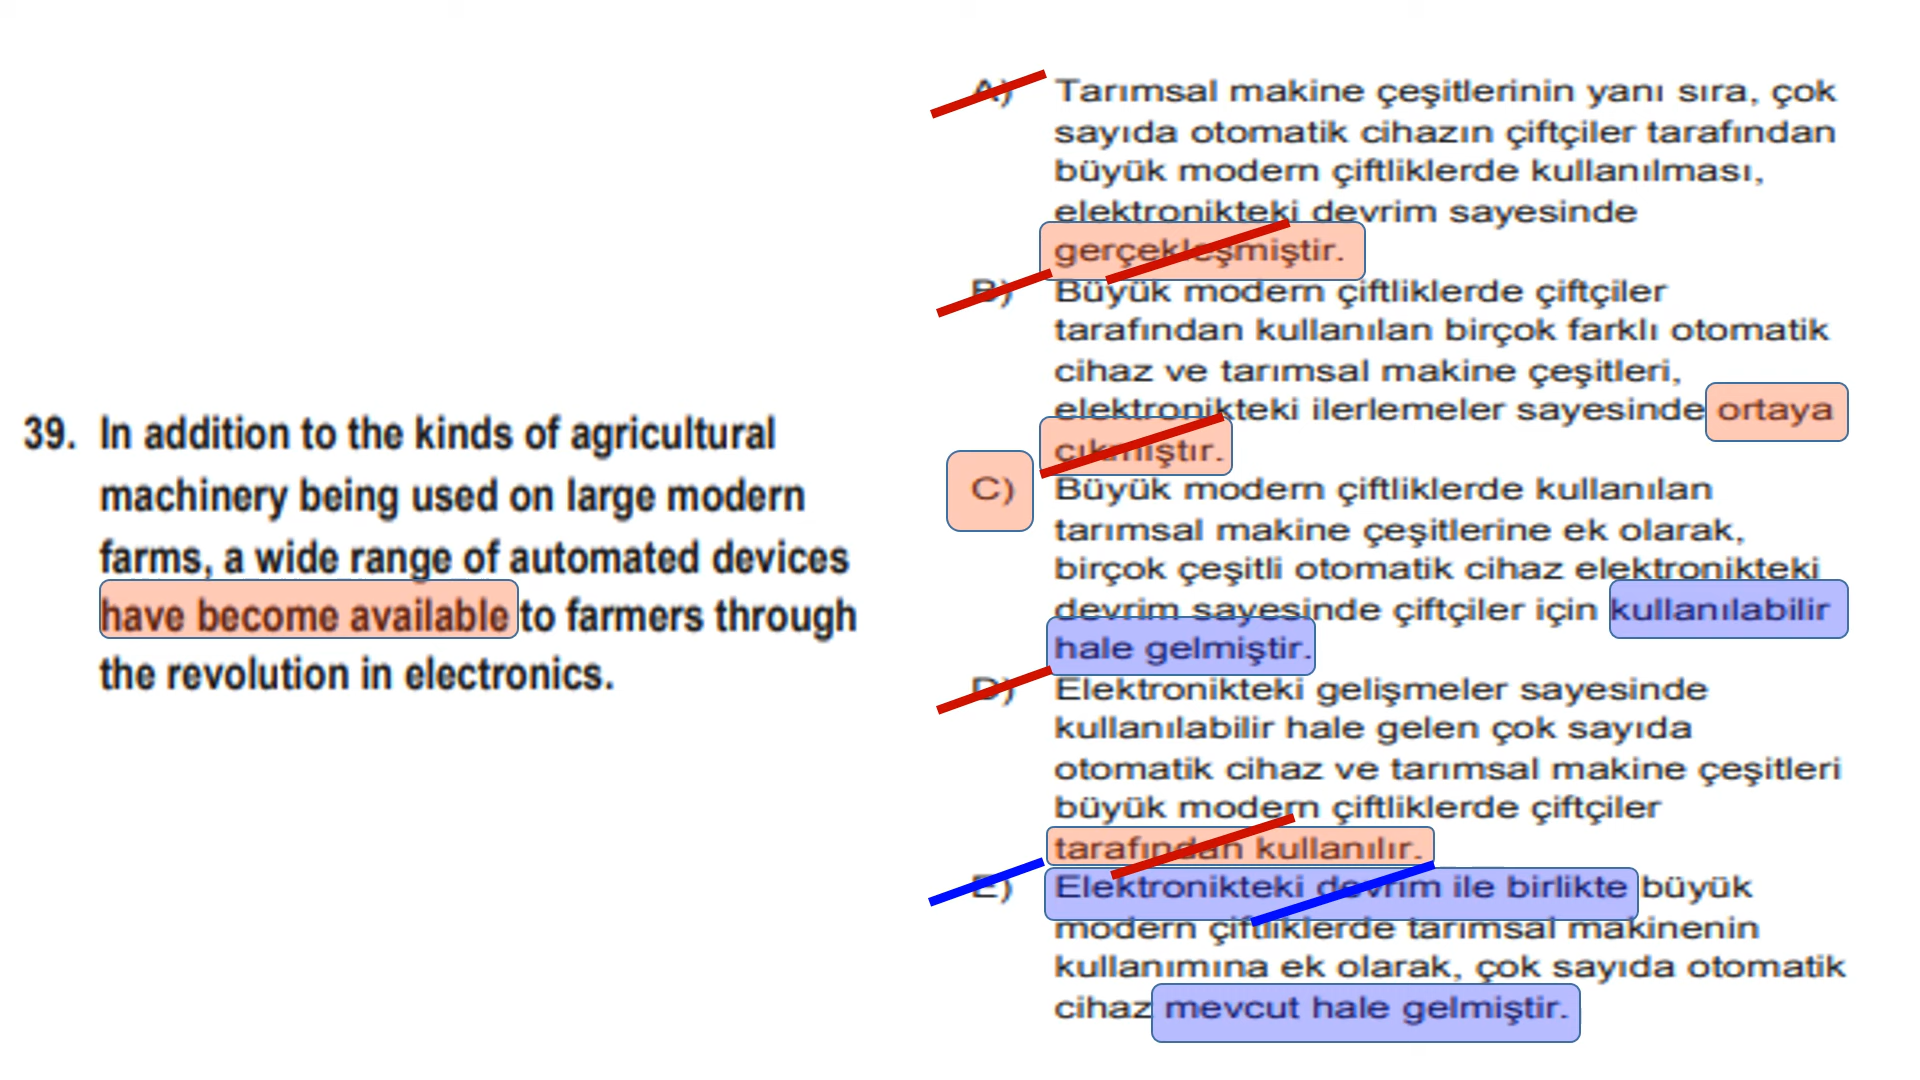 39. In addition to the kinds of agricultural
machinery being used on large modern
farms, a wide range of automated devices
have become available to farmers through
the revolution in electronics.
A) Tarımsal makine çeşitlerinin yanı sıra, çok
sayıda otomatik cihazın çiftçiler tarafından
büyük modern çiftliklerde kullanılması,
elektronikteki devrim sayesinde
gerçekleşmiştir.
B) Büyük modern çiftliklerde çiftçiler
tarafından kullanılan birçok farklı otomatik
cihaz ve tarımsal makine çeşitleri,
elektronikteki ilerlemeler sayesinde ortaya
çıkmıştır.
C) Büyük modern çiftliklerde kullanılan
tarımsal makine çeşitlerine ek olarak,
birçok çeşitli otomatik cihaz elektronikteki
devrim sayesinde çiftçiler için kullanılabilir
hale gelmiştir.
D) Elektronikteki gelişmeler sayesinde
kullanılabilir hale gelen çok sayıda
otomatik cihaz ve tarımsal makine çeşitleri
büyük modern çiftliklerde çiftçiler
tarafından kullanılır.
E) Elektronikteki devrim ile birlikte büyük
modern çiftliklerde tarımsal makinenin
kullanımına ek olarak, çok sayıda otomatik
cihaz mevcut hale gelmiştir.